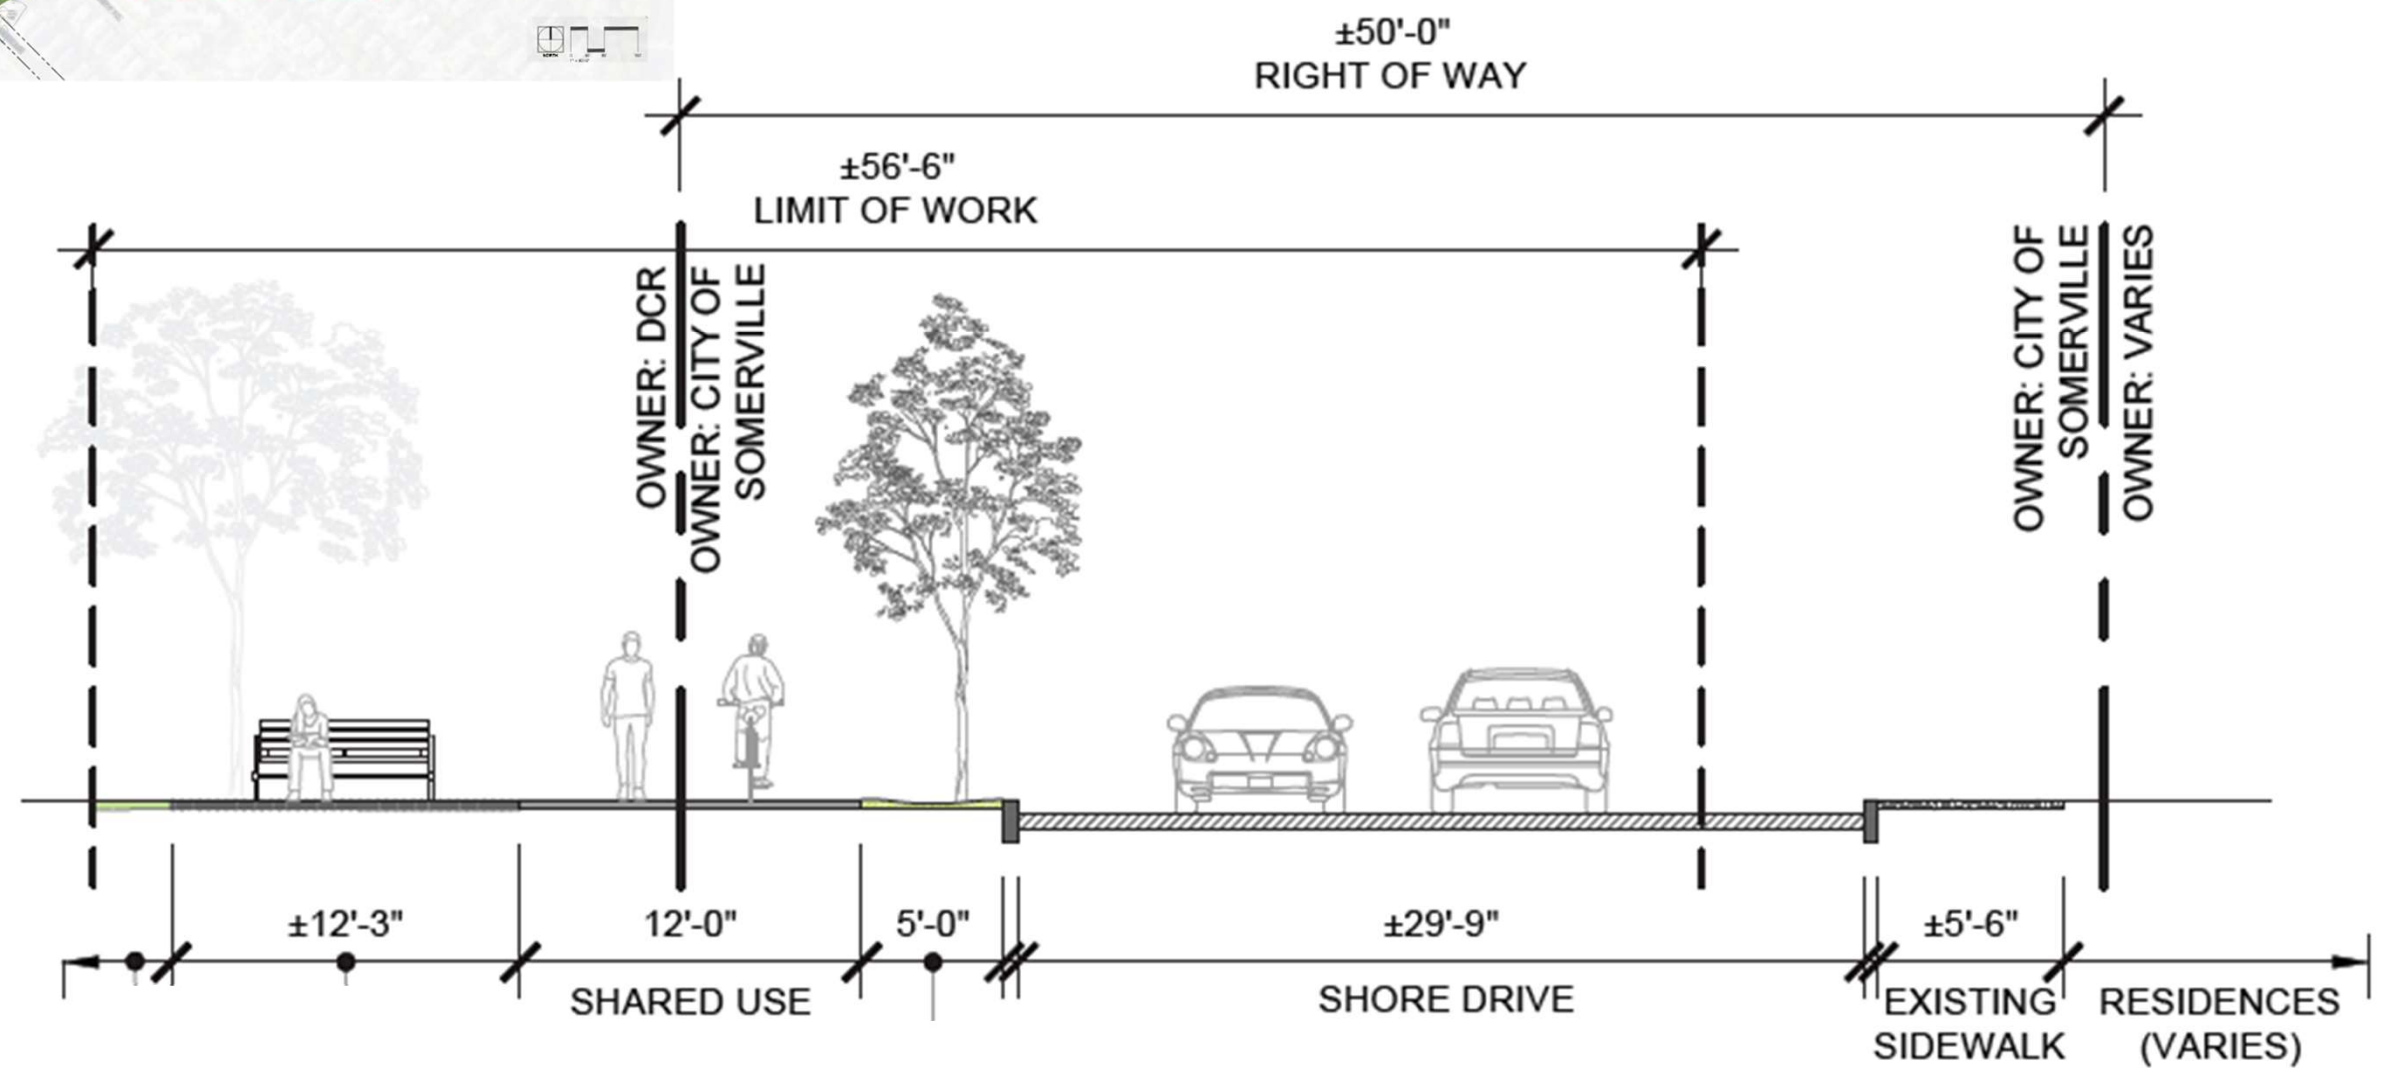 NORTH
±50'-0"
RIGHT OF WAY
±56'-6"
LIMIT OF WORK
OWNER: DCR
OWNER: CITY OF
SOMERVILLE
OWNER: CITY OF
SOMERVILLE
OWNER: VARIES
±12'-3"
12'-0"
5'-0"
±29'-9"
±5'-6"
SHARED USE
SHORE DRIVE
EXISTING
SIDEWALK
RESIDENCES
(VARIES)